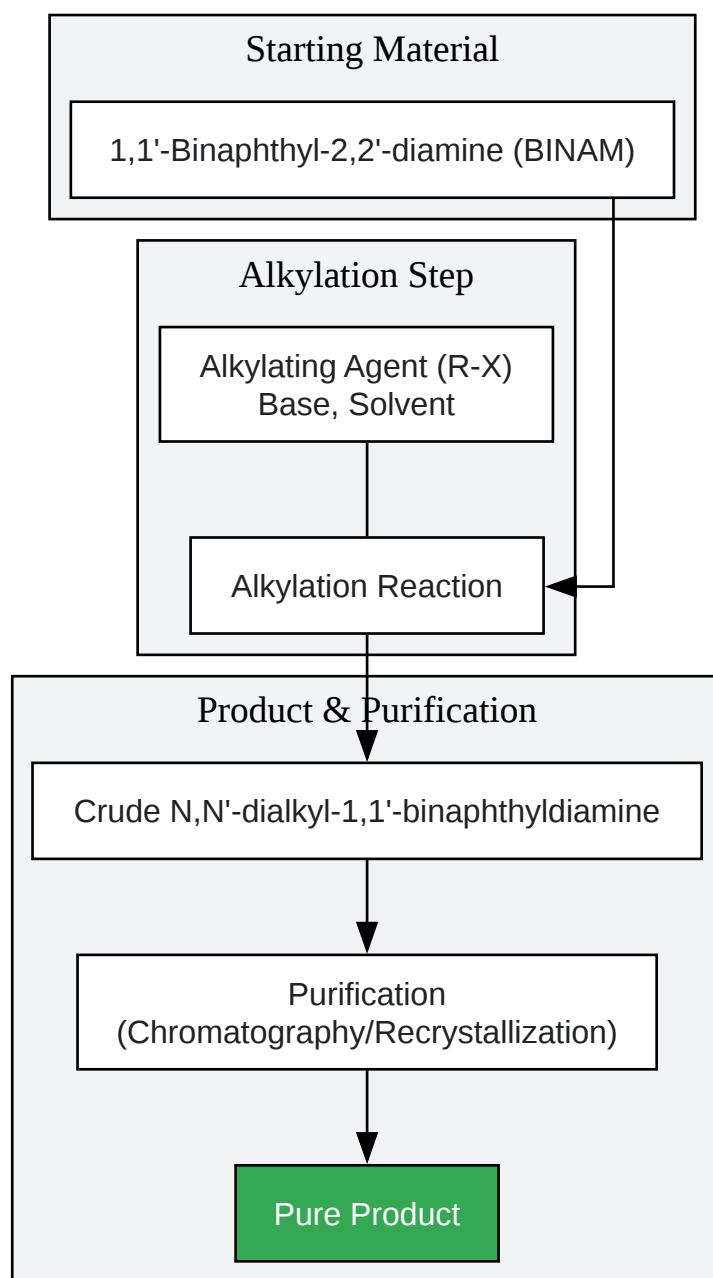 Starting Material
1,1'-Binaphthyl-2,2'-diamine (BINAM)
Alkylation Step
Alkylating Agent (R-X)
Base, Solvent
Alkylation Reaction
Product & Purification
Crude N,N'-dialkyl-1,1'-binaphthyldiamine
Purification
(Chromatography/Recrystallization)
Pure Product